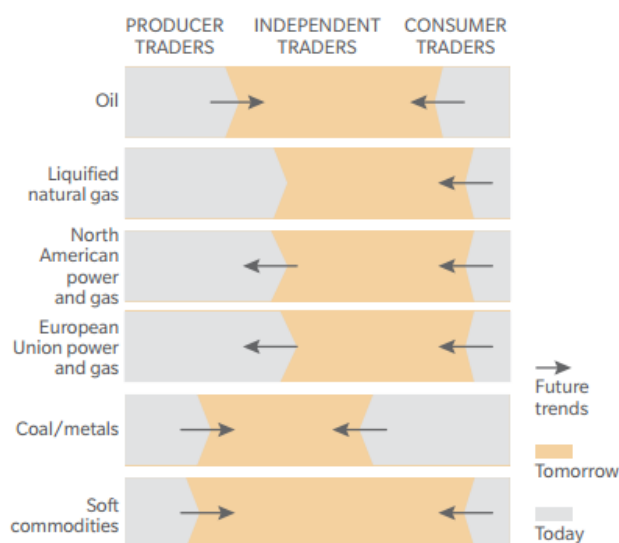 PRODUCER TRADERS
INDEPENDENT TRADERS
CONSUMER TRADERS
Oil
Liquified
natural gas
North
American
power
and gas
European
Union power
and gas
Coal/metals
Soft
commodities
Future
trends
Tomorrow
Today